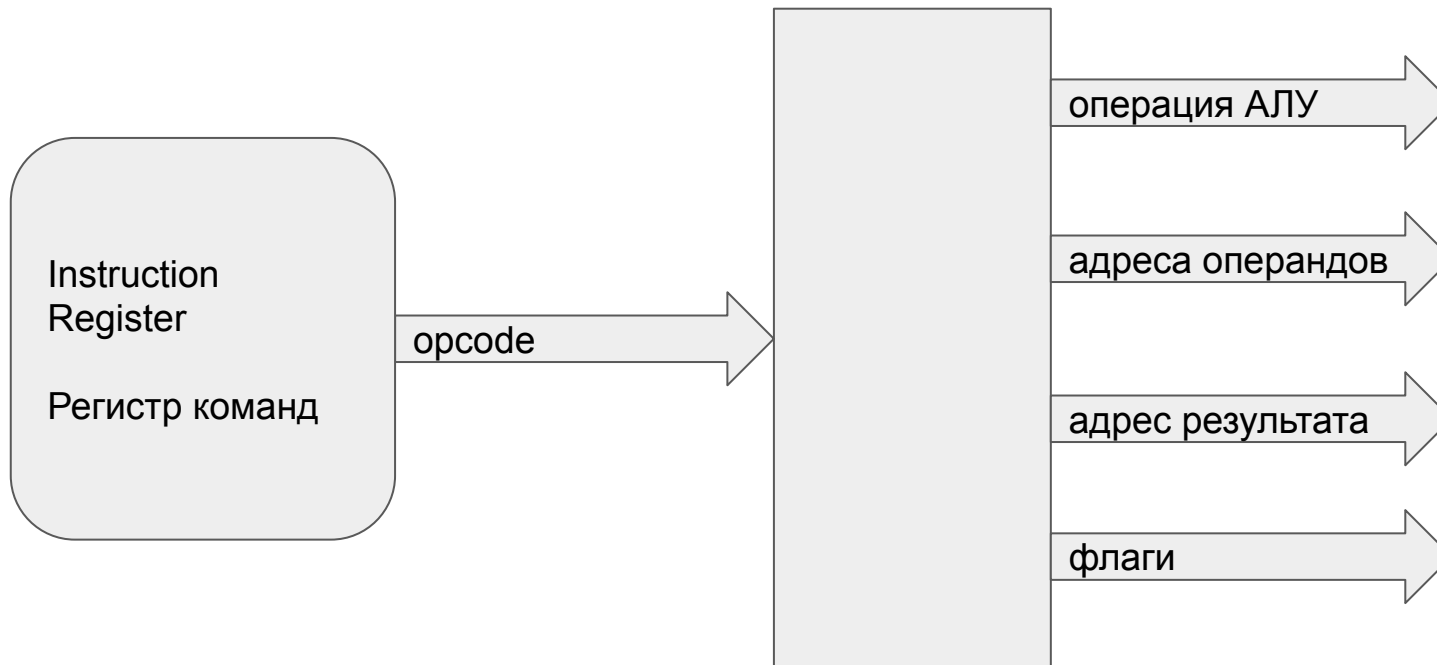 Instruction
Register
Регистр команд
opcode
операция АЛУ
адреса операндов
адрес результата
флаги